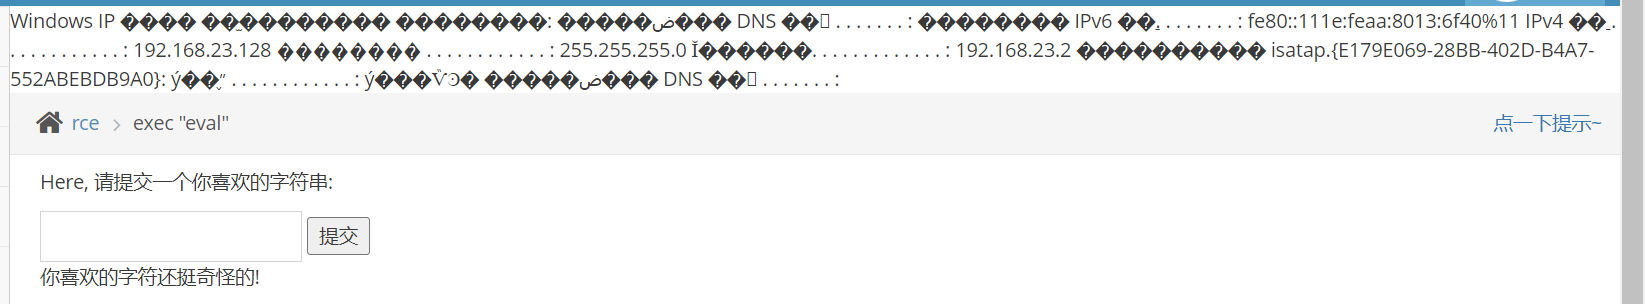 Windows IP ���� ��̫������ ��������: �����ض��� DNS ��׺ . . . . . . . : �������� IPv6 ��ַ. . . . . . . . : fe80::111e:feaa:8013:6f40%11 IPv4 ��ַ .
. . . . . . . . . . . : 192.168.23.128 �������� . . . . . . . . . . . . : 255.255.255.0 Ĭ������. . . . . . . . . . . . . : 192.168.23.2 ���������� isatap.{E179E069-28BB-402D-B4A7-
552ABEBDB9A0}: ý��״̬ . . . . . . . . . . . . : ý���ѶϿ� �����ض��� DNS ��׺ . . . . . . . :
rce > exec "eval" 点一下提示~
Here, 请提交一个你喜欢的字符串:
提交
你喜欢的字符还挺奇怪的!